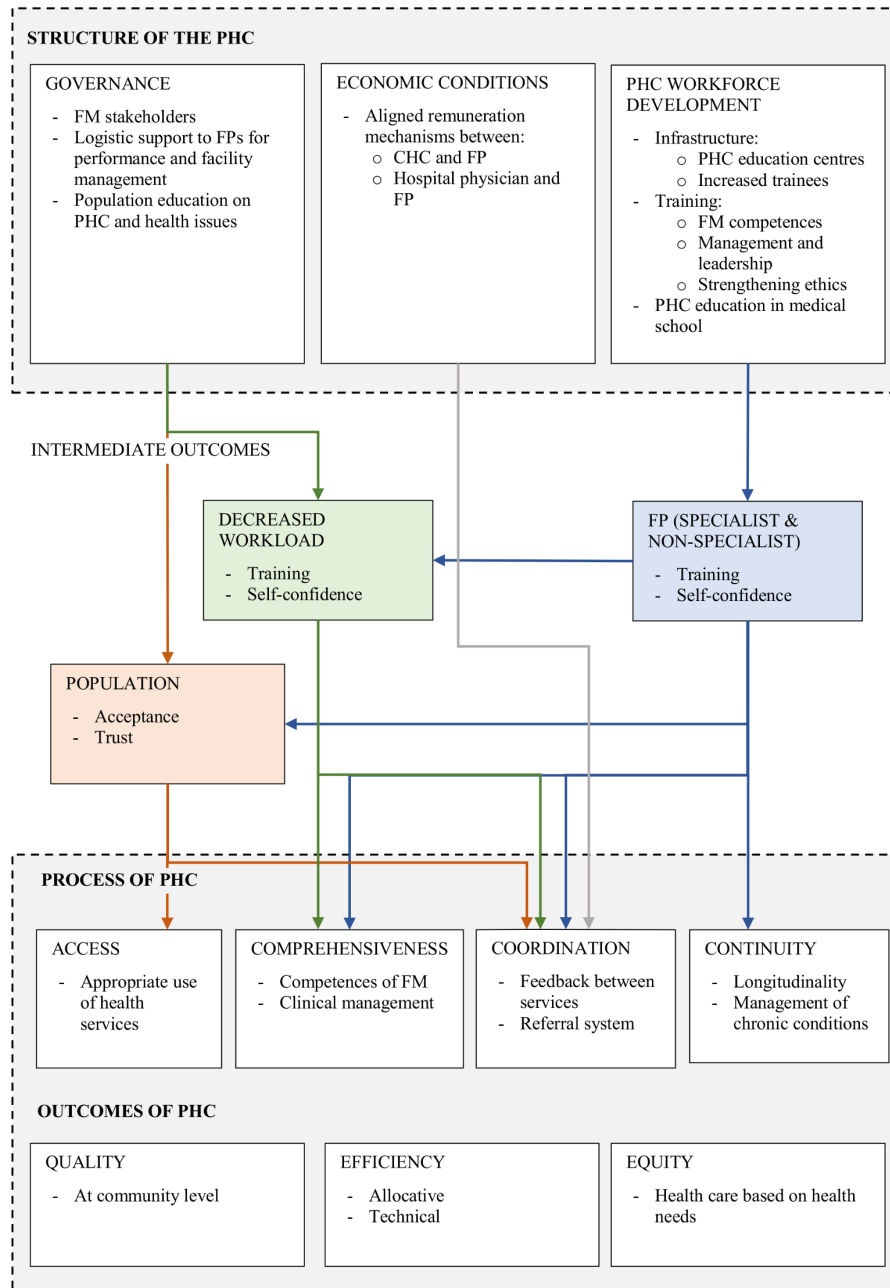 STRUCTURE OF THE PHC
GOVERNANCE
- FM stakeholders
- Logistic support to FPs for
performance and facility
management
- Population education on
PHC and health issues
ECONOMIC CONDITIONS
- Aligned remuneration
mechanisms between:
o CHC and FP
o Hospital physician and
FP
PHC WORKFORCE
DEVELOPMENT
- Infrastructure:
o PHC education centres
o Increased trainees
- Training:
o FM competences
o Management and
leadership
o Strengthening ethics
- PHC education in medical
school
INTERMEDIATE OUTCOMES
DECREASED
WORKLOAD
- Training
- Self-confidence
FP (SPECIALIST &
NON-SPECIALIST)
- Training
- Self-confidence
POPULATION
- Acceptance
- Trust
PROCESS OF PHC
ACCESS
- Appropriate use
of health
services
COMPREHENSIVENESS
- Competences of FM
- Clinical management
COORDINATION
- Feedback between
services
- Referral system
CONTINUITY
- Longitudinality
- Management of
chronic conditions
OUTCOMES OF PHC
QUALITY
- At community level
EFFICIENCY
- Allocative
- Technical
EQUITY
- Health care based on health
needs